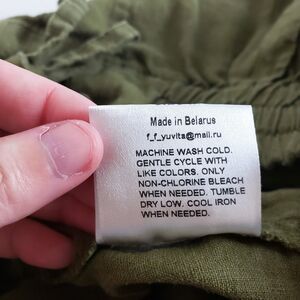 Made in Belarus
f_f_yuvita@mail.ru
MACHINE WASH COLD.
GENTLE CYCLE WITH
LIKE COLORS. ONLY
NON-CHLORINE BLEACH
WHEN NEEDED. TUMBLE
DRY LOW. COOL IRON
WHEN NEEDED.